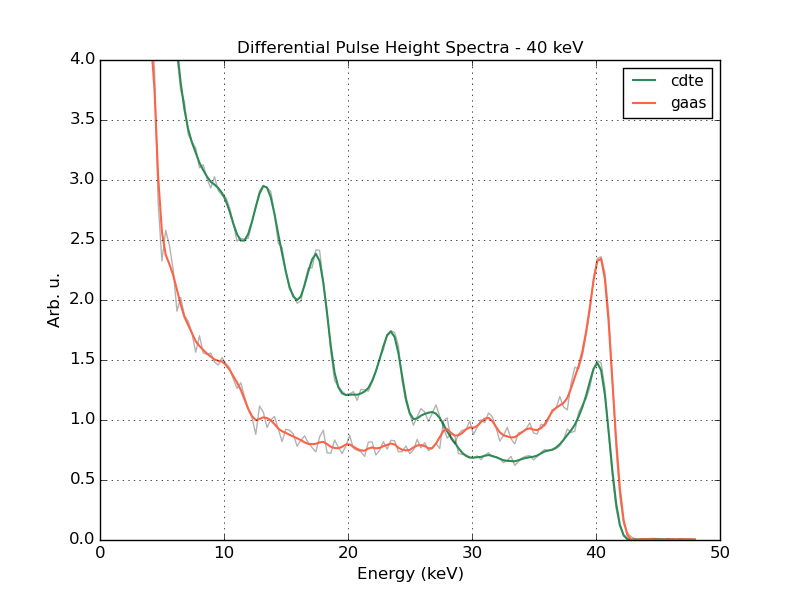 Differential Pulse Height Spectra - 40 keV
cdte
gaas
4.0
3.5
3.0
2.5
2.0
1.5
1.0
0.5
0.0
Arb. u.
0 10 20 30 40 50
Energy (keV)